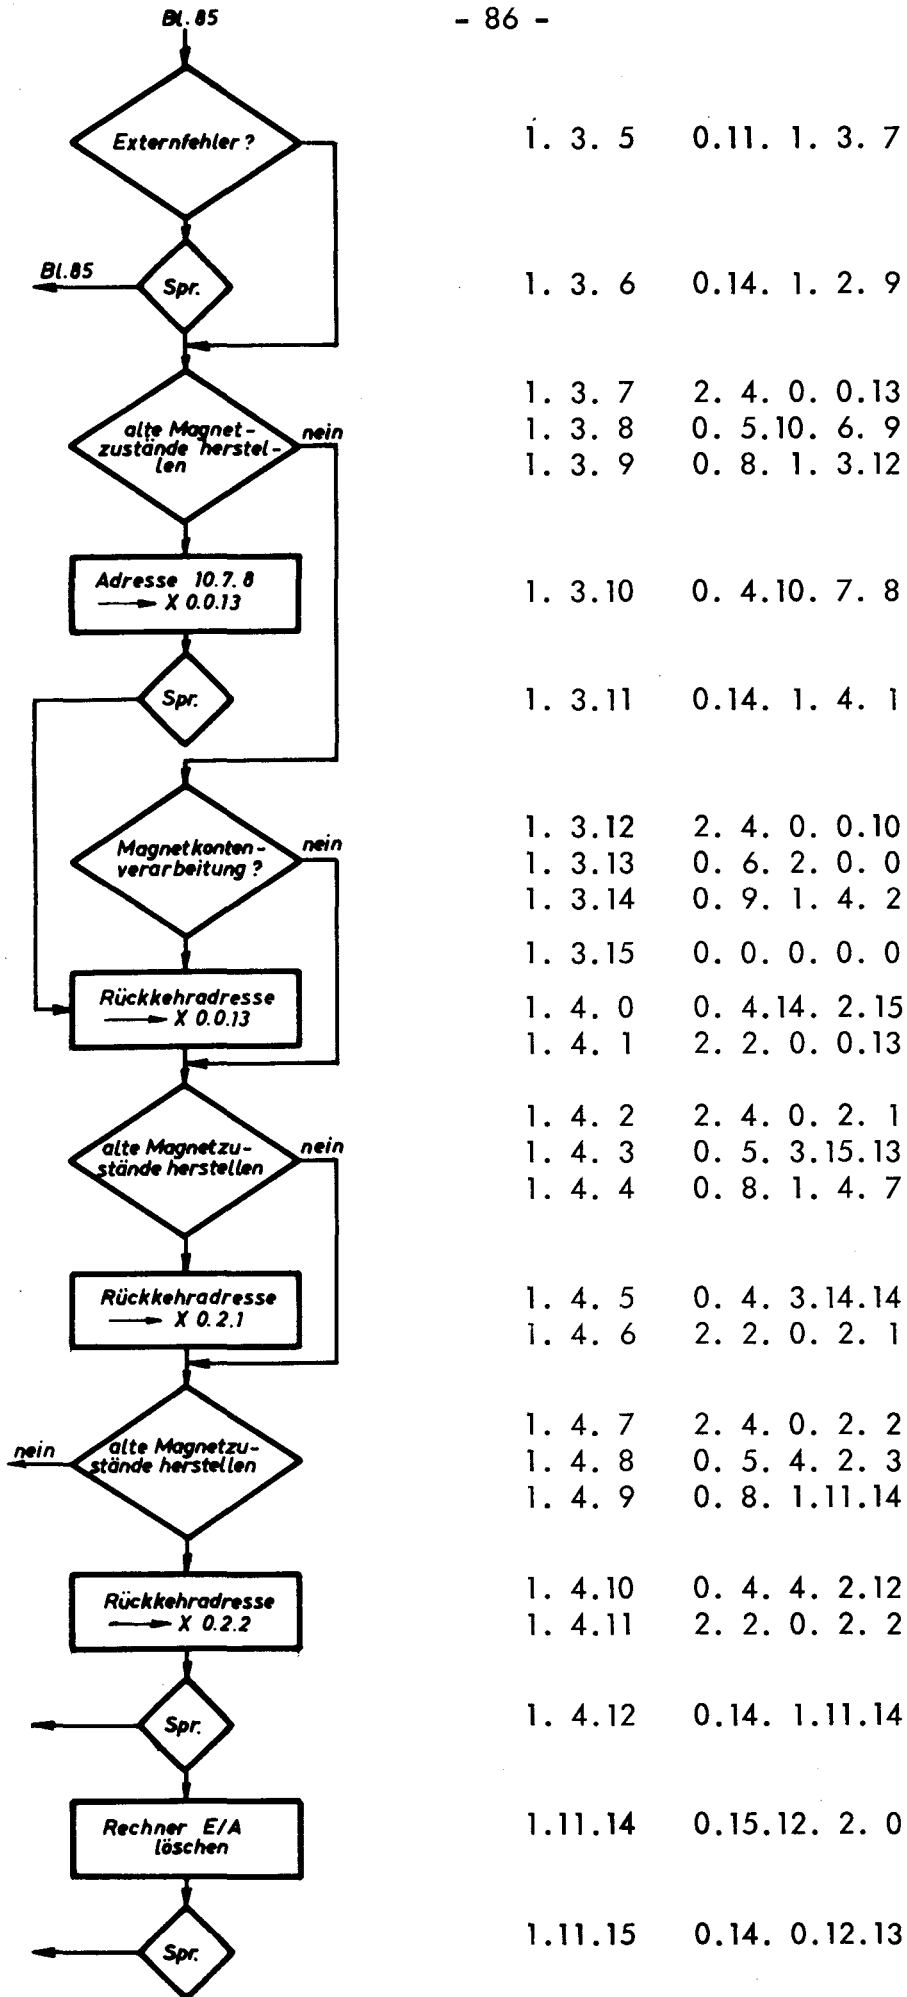 Bl. 85
- 86 -
Externfehler ?
1. 3. 5 0.11. 1. 3. 7
Bl.85
Spr.
1. 3. 6 0.14. 1. 2. 9
alte Magnet-
zustände herstel-
len
nein
1. 3. 7 2. 4. 0. 0.13
1. 3. 8 0. 5.10. 6. 9
1. 3. 9 0. 8. 1. 3.12
Adresse 10.7.8
→ X 0.0.13
1. 3.10 0. 4.10. 7. 8
Spr.
1. 3.11 0.14. 1. 4. 1
Magnetkonten-
verarbeitung ?
nein
1. 3.12 2. 4. 0. 0.10
1. 3.13 0. 6. 2. 0. 0
1. 3.14 0. 9. 1. 4. 2
1. 3.15 0. 0. 0. 0. 0
Rückkehradresse
→ X 0.0.13
1. 4. 0 0. 4.14. 2.15
1. 4. 1 2. 2. 0. 0.13
alte Magnetzu-
stände herstellen
nein
1. 4. 2 2. 4. 0. 2. 1
1. 4. 3 0. 5. 3.15.13
1. 4. 4 0. 8. 1. 4. 7
Rückkehradresse
→ X 0.2.1
1. 4. 5 0. 4. 3.14.14
1. 4. 6 2. 2. 0. 2. 1
nein
alte Magnetzu-
stände herstellen
1. 4. 7 2. 4. 0. 2. 2
1. 4. 8 0. 5. 4. 2. 3
1. 4. 9 0. 8. 1.11.14
Rückkehradresse
→ X 0.2.2
1. 4.10 0. 4. 4. 2.12
1. 4.11 2. 2. 0. 2. 2
Spr.
1. 4.12 0.14. 1.11.14
Rechner E/A
löschen
1.11.14 0.15.12. 2. 0
Spr.
1.11.15 0.14. 0.12.13